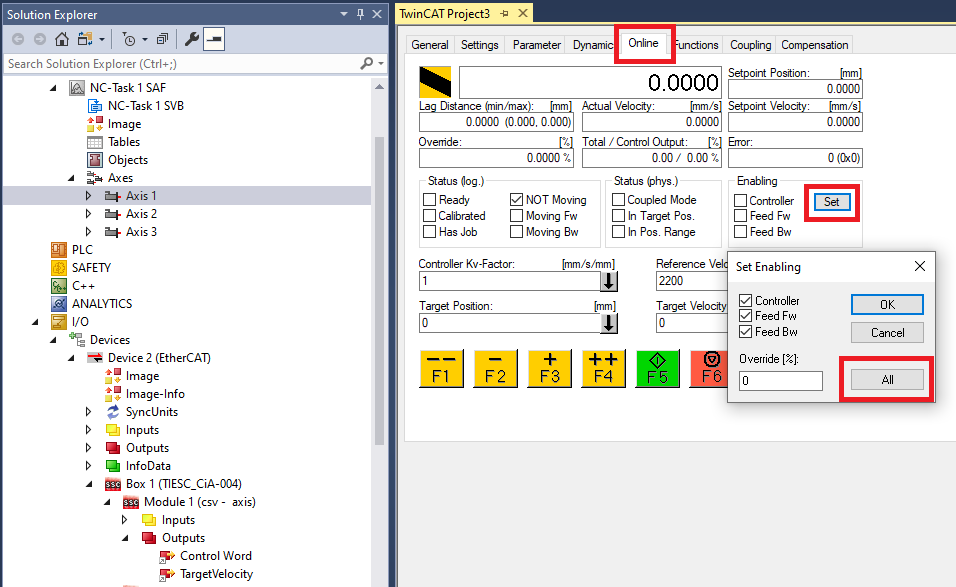 Solution Explorer
Search Solution Explorer (Ctrl+;)
NC-Task 1 SAF
NC-Task 1 SVB
Image
Tables
Objects
Axes
Axis 1
Axis 2
Axis 3
PLC
SAFETY
C++
ANALYTICS
I/O
Devices
Device 2 (EtherCAT)
Image
Image-Info
SyncUnits
Inputs
Outputs
InfoData
Box 1 (TIESC_CiA-004)
Module 1 (csv - axis)
Inputs
Outputs
Control Word
TargetVelocity
TwinCAT Project3
General Settings Parameter Dynamic Online Functions Coupling Compensation
0.0000
Setpoint Position: [mm]
0.0000
Lag Distance (min/max): [mm] Actual Velocity: [mm/s] Setpoint Velocity: [mm/s]
0.0000 (0.000, 0.000) 0.0000 0.0000
Override: [%] Total / Control Output: [%] Error:
0.0000 % 0.00 / 0.00 % 0 (0x0)
Status (log.) Status (phys.) Enabling
Ready NOT Moving Coupled Mode Controller Set
Calibrated Moving Fw In Target Pos. Feed Fw
Has Job Moving Bw In Pos. Range Feed Bw
Controller Kv-Factor: [mm/s/mm] Reference Velo
1 2200
Target Position: [mm] Target Velocity
0 0
-- - + ++
F1 F2 F3 F4 F5 F6
Set Enabling
Controller OK
Feed Fw
Feed Bw Cancel
Override [%]:
0 All